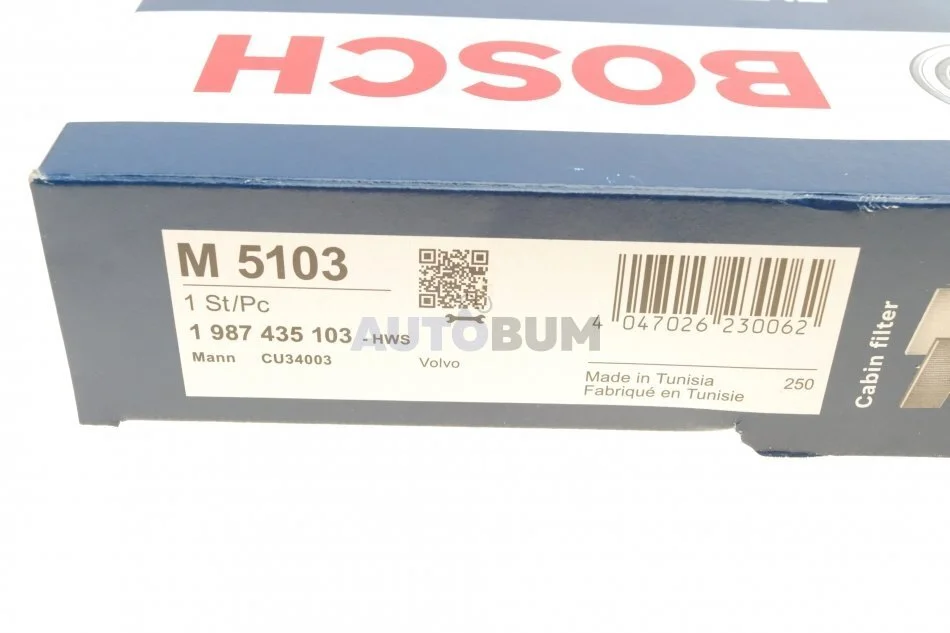 BOSCH
M 5103
1 St/Pc
1 987 435 103 - HWS
Mann CU34003
Volvo
4 047026 230062
Made in Tunisia
Fabriqué en Tunisie
250
Cabin filter
AUTOBUM